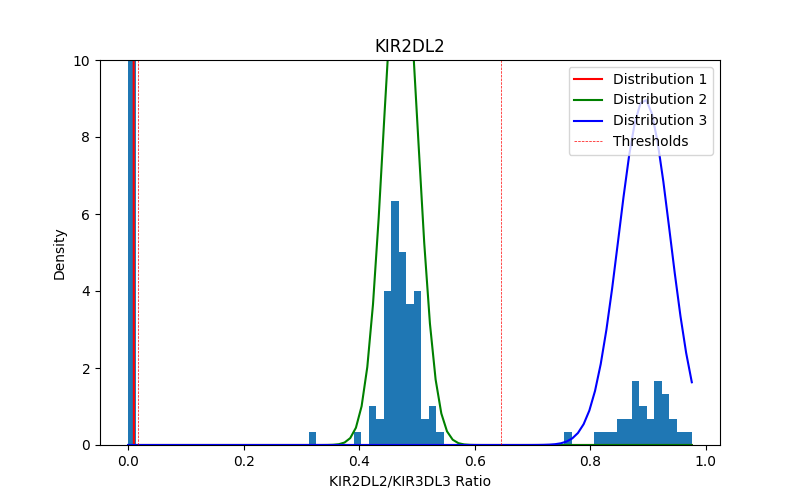 KIR2DL2
10
8
6
4
2
0
Density
0.0 0.2 0.4 0.6 0.8 1.0
KIR2DL2/KIR3DL3 Ratio
Distribution 1
Distribution 2
Distribution 3
Thresholds